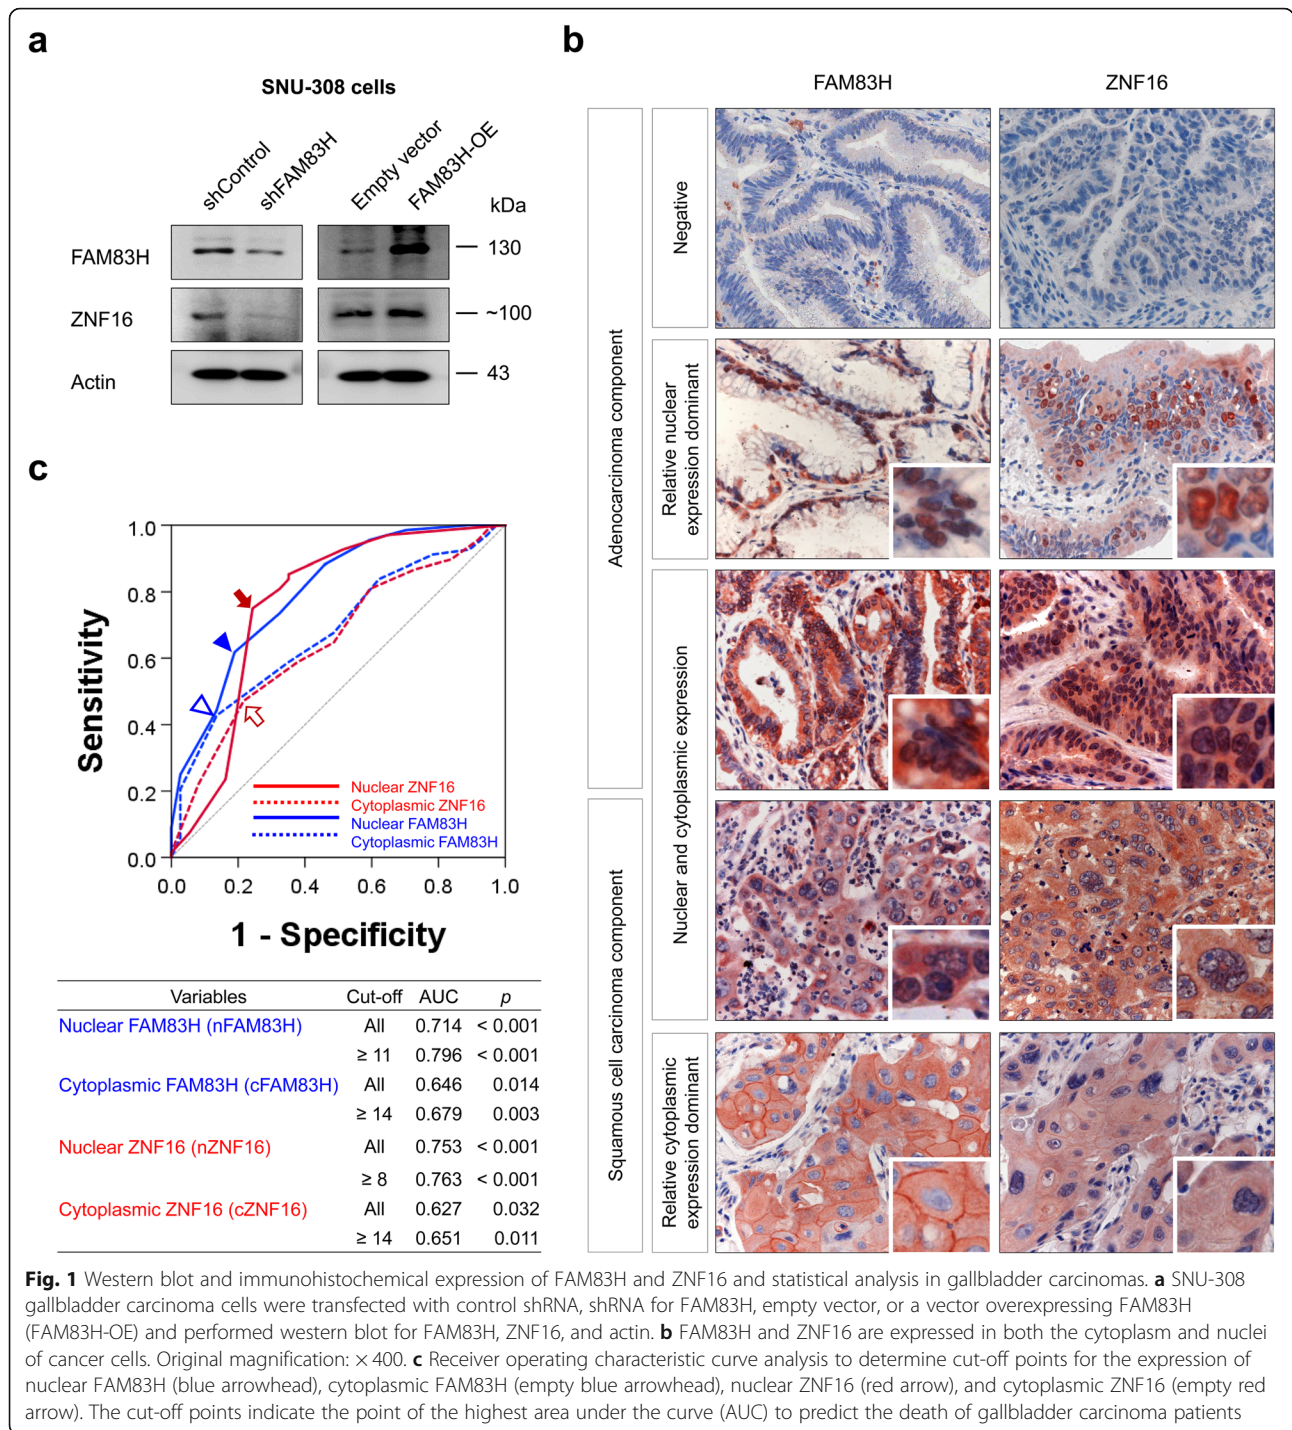 a
SNU-308 cells
shControl
shFAM83H
Empty vector
FAM83H-OE
kDa
FAM83H
130
ZNF16
~100
Actin
43
b
FAM83H
ZNF16
Adenocarcinoma component
Squamous cell carcinoma component
Negative
Relative nuclear
expression dominant
Nuclear and cytoplasmic expression
Relative cytoplasmic
expression dominant
c
Sensitivity
1.0
0.8
0.6
0.4
0.2
0.0
Nuclear ZNF16
Cytoplasmic ZNF16
Nuclear FAM83H
Cytoplasmic FAM83H
0.0 0.2 0.4 0.6 0.8 1.0
1 - Specificity
Variables Cut-off AUC p
Nuclear FAM83H (nFAM83H) All 0.714 < 0.001
≥ 11 0.796 < 0.001
Cytoplasmic FAM83H (cFAM83H) All 0.646 0.014
≥ 14 0.679 0.003
Nuclear ZNF16 (nZNF16) All 0.753 < 0.001
≥ 8 0.763 < 0.001
Cytoplasmic ZNF16 (cZNF16) All 0.627 0.032
≥ 14 0.651 0.011
Fig. 1 Western blot and immunohistochemical expression of FAM83H and ZNF16 and statistical analysis in gallbladder carcinomas. a SNU-308
gallbladder carcinoma cells were transfected with control shRNA, shRNA for FAM83H, empty vector, or a vector overexpressing FAM83H
(FAM83H-OE) and performed western blot for FAM83H, ZNF16, and actin. b FAM83H and ZNF16 are expressed in both the cytoplasm and nuclei
of cancer cells. Original magnification: × 400. c Receiver operating characteristic curve analysis to determine cut-off points for the expression of
nuclear FAM83H (blue arrowhead), cytoplasmic FAM83H (empty blue arrowhead), nuclear ZNF16 (red arrow), and cytoplasmic ZNF16 (empty red
arrow). The cut-off points indicate the point of the highest area under the curve (AUC) to predict the death of gallbladder carcinoma patients